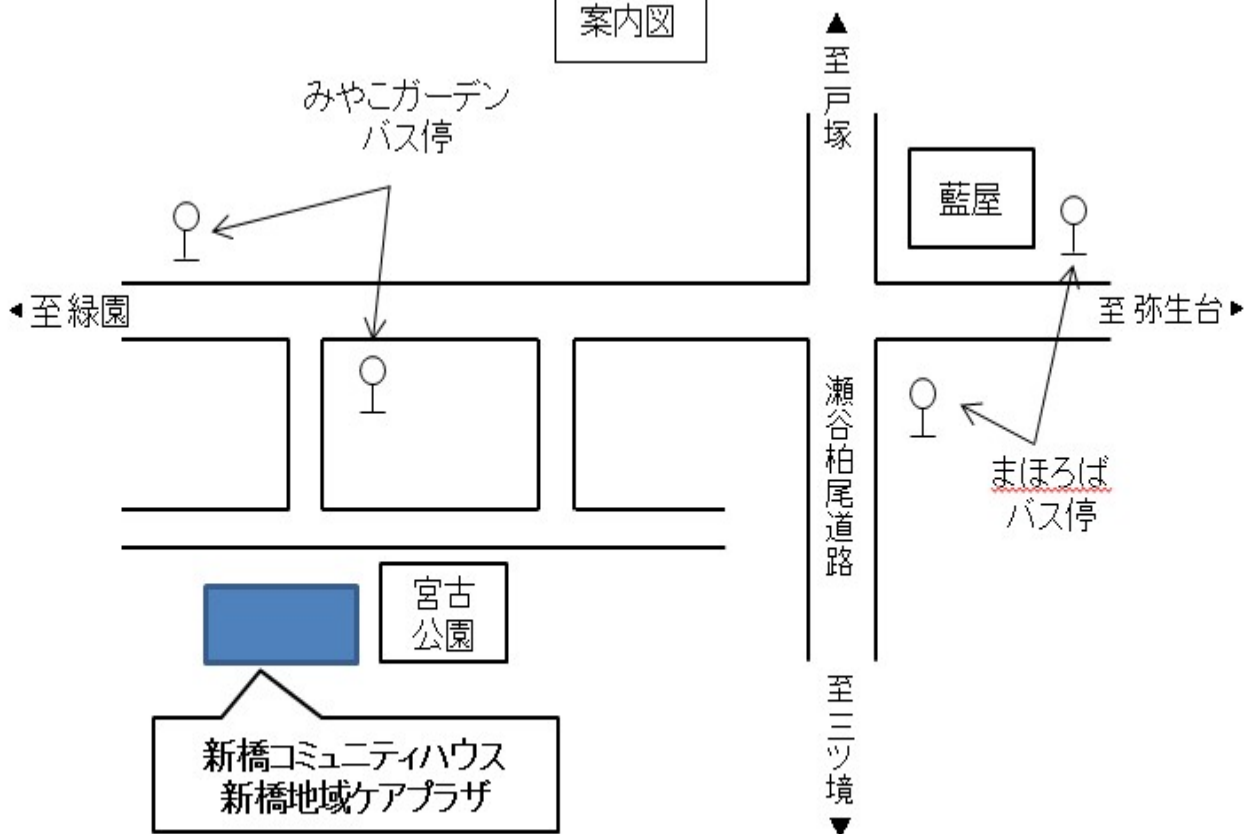 案内図
▲至戸塚
みやこガーデン
バス停
藍屋
◀至緑園
至 弥生台▶
瀬谷柏尾道路
まほろば
バス停
宮古
公園
新橋コミュニティハウス
新橋地域ケアプラザ
至三ツ境▼